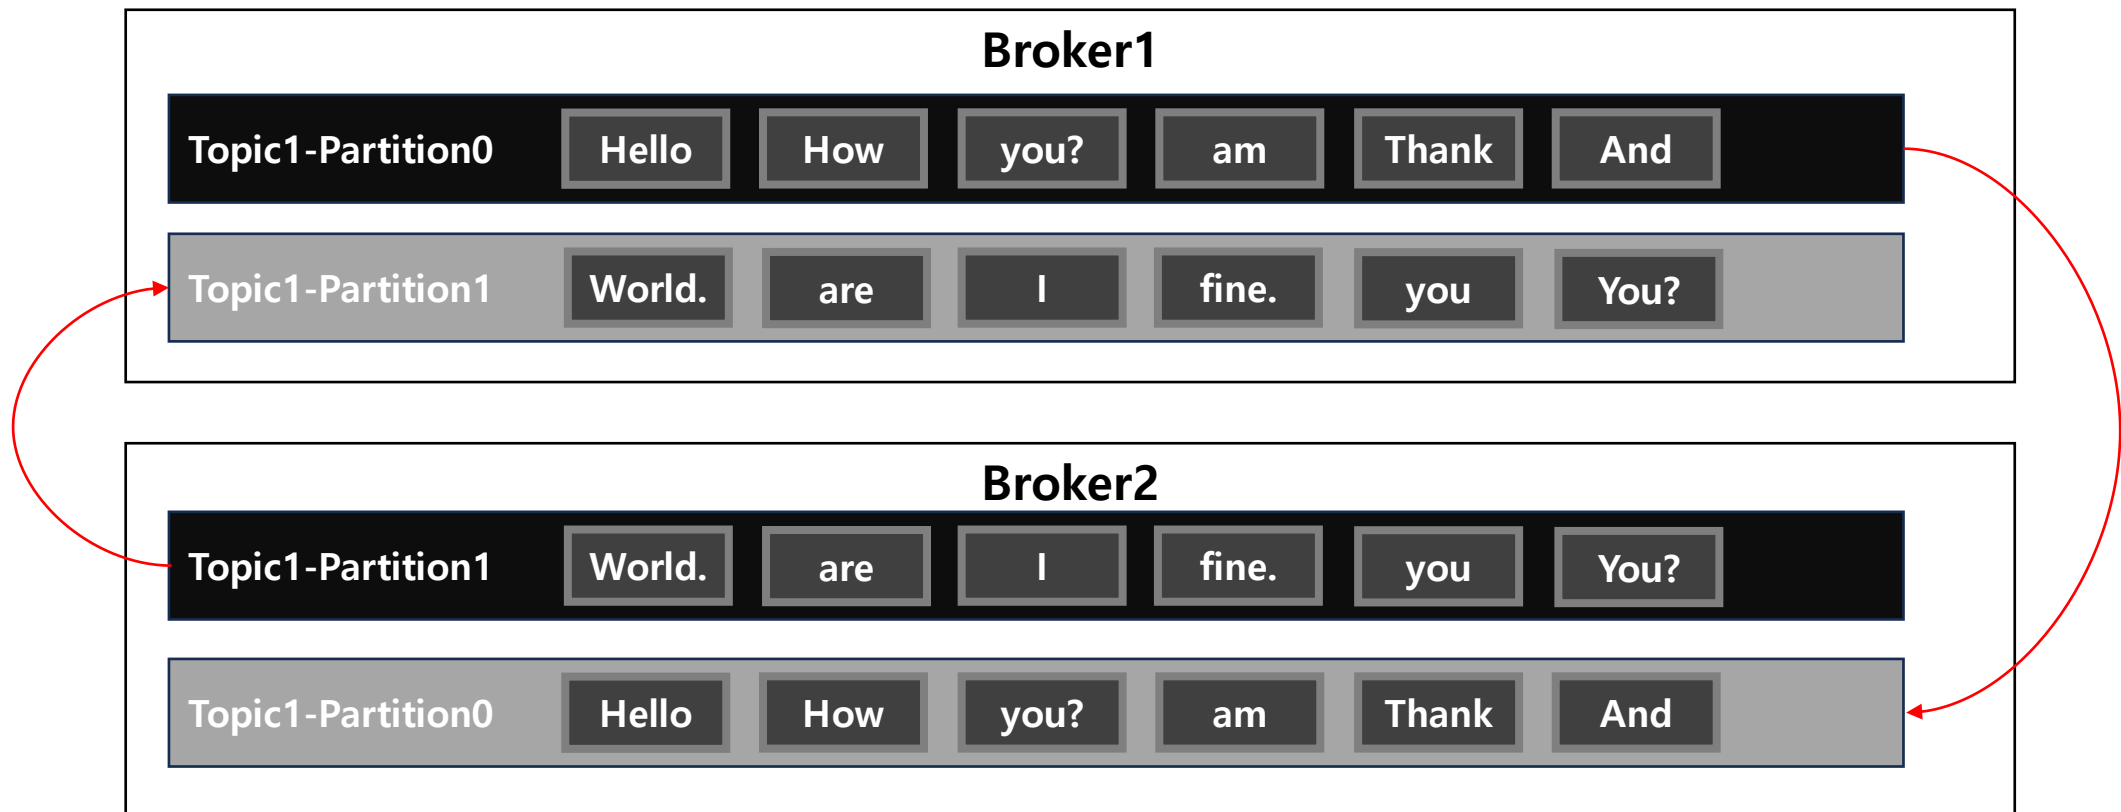 Broker1
Topic1-Partition0 Hello How you? am Thank And
Topic1-Partition1 World. are I fine. you You?
Broker2
Topic1-Partition1 World. are I fine. you You?
Topic1-Partition0 Hello How you? am Thank And